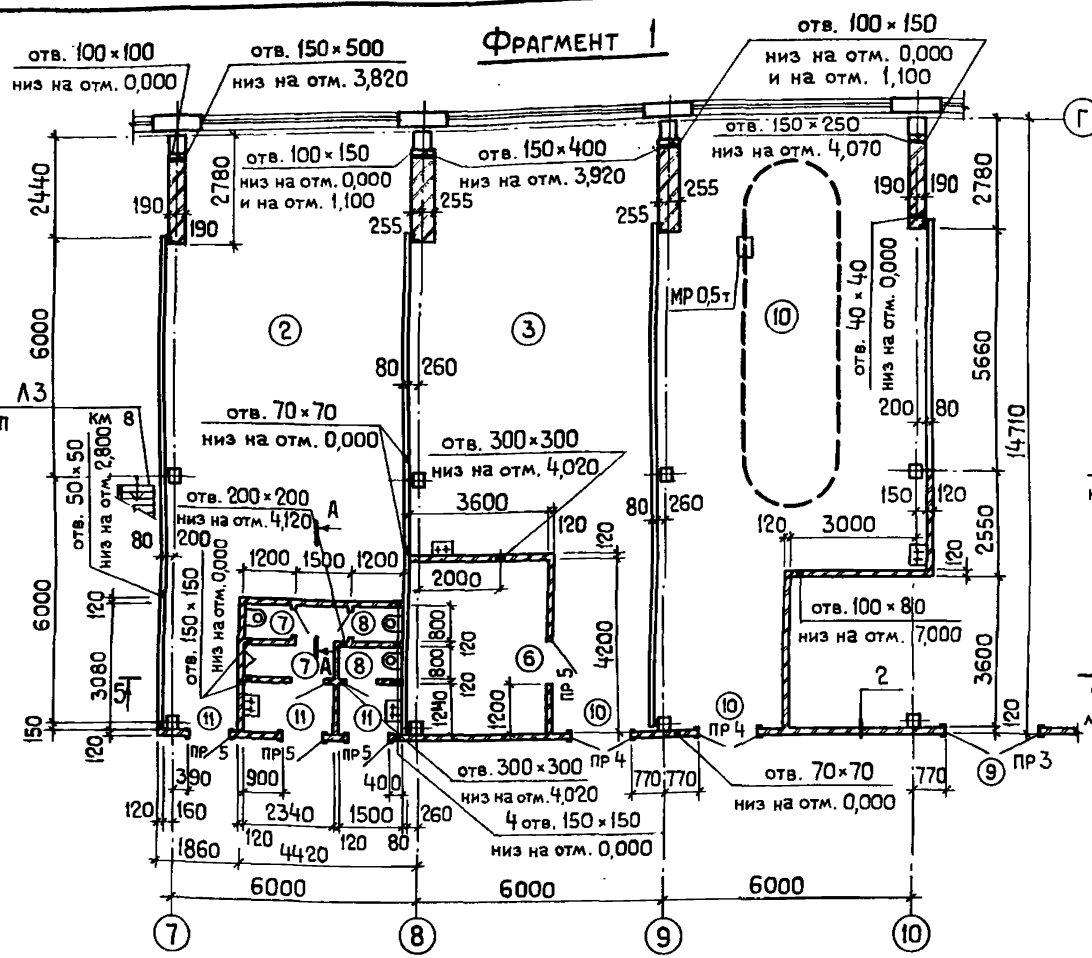 Фрагмент 1
отв. 100×100
низ на отм. 0,000
отв. 150×500
низ на отм. 3,820
отв. 100×150
низ на отм. 0,000
и на отм. 1,100
Г
отв. 100×150
низ на отм. 0,000
и на отм. 1,100
отв. 150×400
низ на отм. 3,920
отв. 150×250
низ на отм. 4,070
2440
2780
190
190
255
255
255
255
190
190
2780
6000
2
3
МР 0,5т
10
отв. 40×40
низ на отм. 0,000
5660
14710
80
260
200
80
Л3
п
км 8
отв. 50×50
низ на отм. 2,800
отв. 70×70
низ на отм. 0,000
отв. 300×300
низ на отм. 4,020
3600
120
80
260
150
120
120
3000
2550
120
отв. 200×200
низ на отм. 4,120
А
80
200
1200
1500
1200
2000
120
отв. 150×150
низ на отм. 0,000
6000
120
3080
150
120
5
7
8
7
А
8
800
120
800
120
1240
1200
6
ПР 5
4200
10
10
отв. 100×80
низ на отм. 7,000
2
3600
120
11
11
11
ПР 5
ПР 5
ПР 5
ПР 4
ПР 4
9
ПР 3
390
900
400
отв. 300×300
низ на отм. 4,020
770
770
отв. 70×70
низ на отм. 0,000
770
120
160
2340
1500
260
4 отв. 150×150
низ на отм. 0,000
120
120
80
1860
4420
6000
6000
6000
7
8
9
10